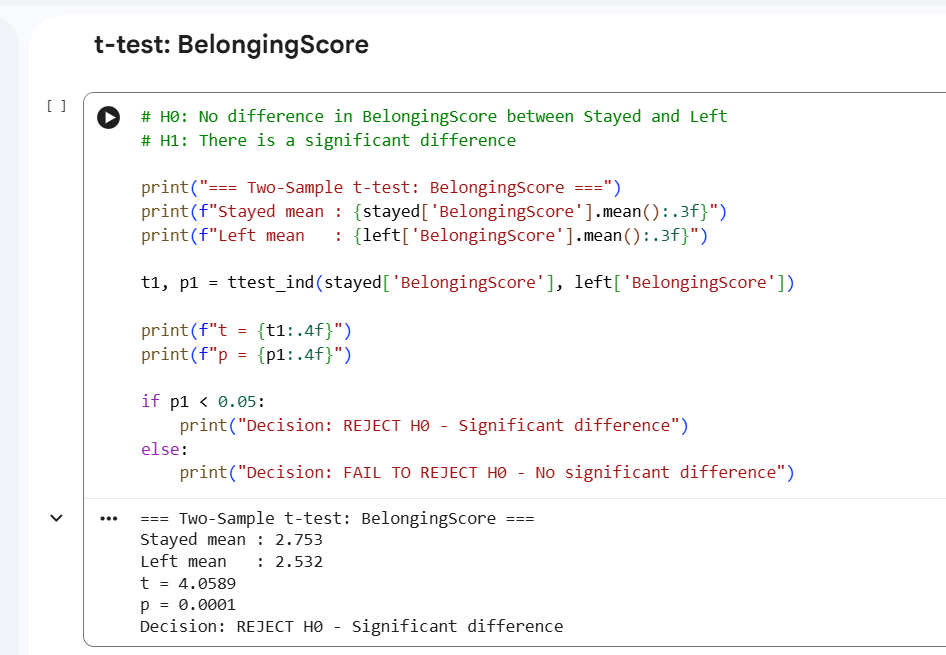 t-test: BelongingScore
[ ]
# H0: No difference in BelongingScore between Stayed and Left
# H1: There is a significant difference
print("=== Two-Sample t-test: BelongingScore ===")
print(f"Stayed mean : {stayed['BelongingScore'].mean():.3f}")
print(f"Left mean   : {left['BelongingScore'].mean():.3f}")
t1, p1 = ttest_ind(stayed['BelongingScore'], left['BelongingScore'])
print(f"t = {t1:.4f}")
print(f"p = {p1:.4f}")
if p1 < 0.05:
    print("Decision: REJECT H0 - Significant difference")
else:
    print("Decision: FAIL TO REJECT H0 - No significant difference")
=== Two-Sample t-test: BelongingScore ===
Stayed mean : 2.753
Left mean   : 2.532
t = 4.0589
p = 0.0001
Decision: REJECT H0 - Significant difference